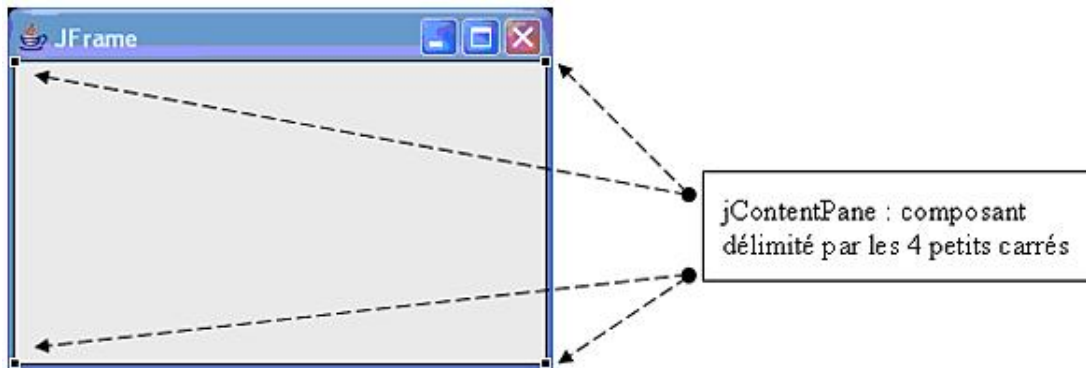 JFrame
jContentPane : composant
délimité par les 4 petits carrés